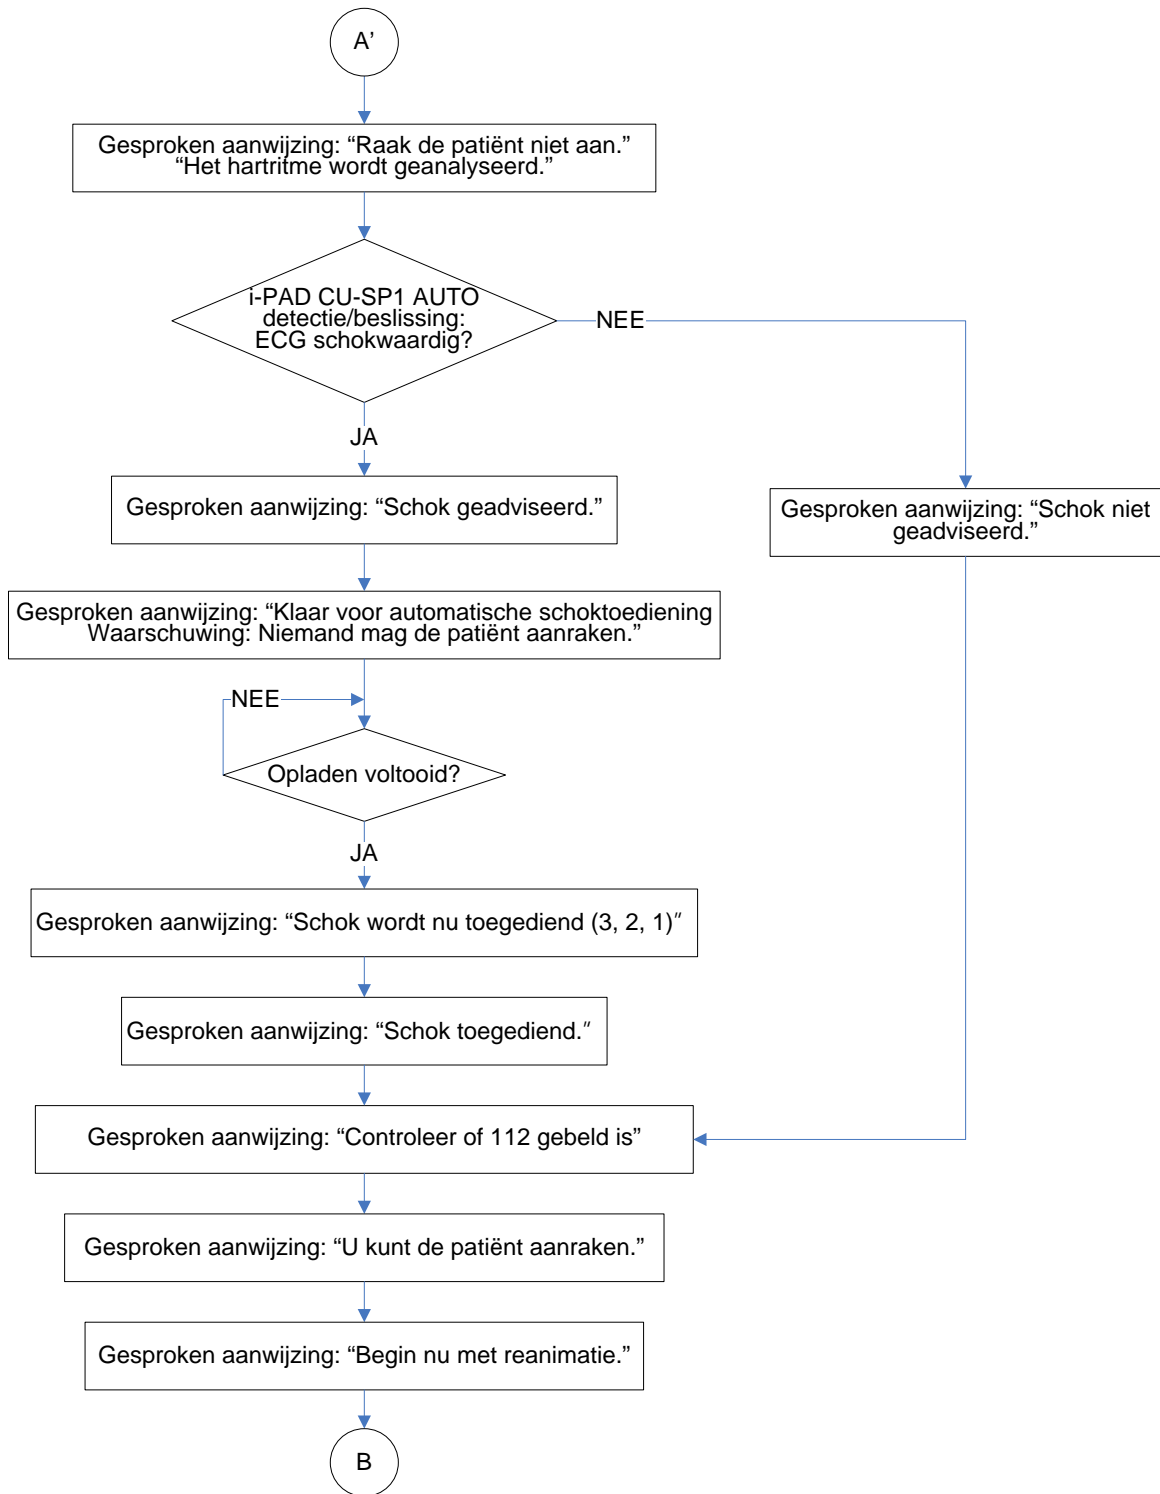 A’
Gesproken aanwijzing: “Raak de patiënt niet aan.”
“Het hartritme wordt geanalyseerd.”
i-PAD CU-SP1 AUTO
detectie/beslissing:
ECG schokwaardig?
NEE
JA
Gesproken aanwijzing: “Schok geadviseerd.”
Gesproken aanwijzing: “Schok niet
geadviseerd.”
Gesproken aanwijzing: “Klaar voor automatische schoktoediening
Waarschuwing: Niemand mag de patiënt aanraken.”
NEE
Opladen voltooid?
JA
Gesproken aanwijzing: “Schok wordt nu toegediend (3, 2, 1)”
Gesproken aanwijzing: “Schok toegediend.”
Gesproken aanwijzing: “Controleer of 112 gebeld is”
Gesproken aanwijzing: “U kunt de patiënt aanraken.”
Gesproken aanwijzing: “Begin nu met reanimatie.”
B